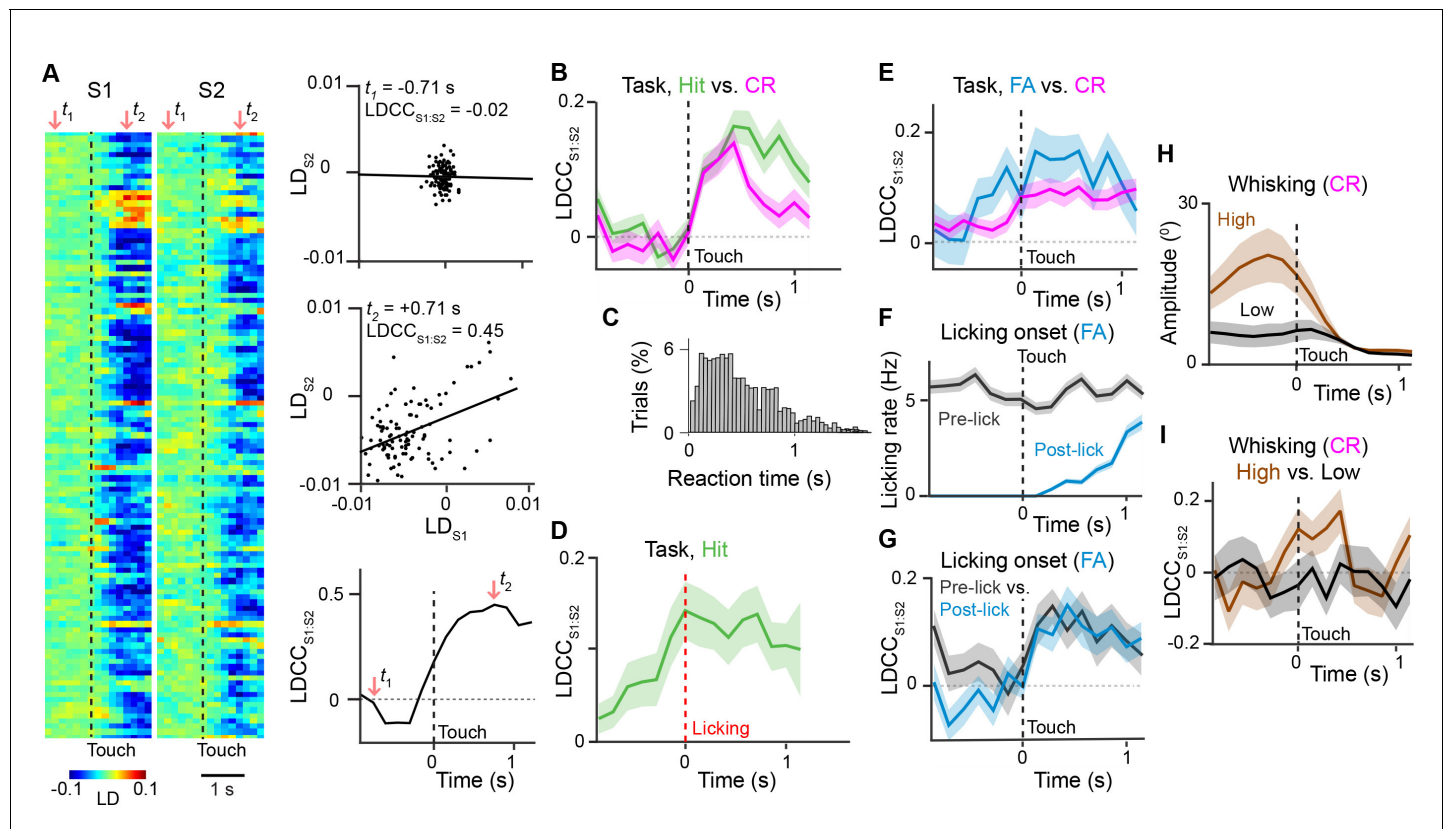 A
S1
S2
t1
t2
t1
t2
Touch
Touch
-0.1
0.1
LD
1 s
0.01
t1 = -0.71 s
LDCCS1:S2 = -0.02
LDS2
0
-0.01
0.01
t2 = +0.71 s
LDCCS1:S2 = 0.45
LDS2
0
-0.01
-0.01
0
0.01
LDS1
0.5
LDCCS1:S2
t2
t1
0
Touch
0
1
Time (s)
B
Task, Hit vs. CR
0.2
LDCCS1:S2
0
Touch
0
1
Time (s)
C
6
Trials (%)
0
0
1
Reaction time (s)
D
Task, Hit
0.2
LDCCS1:S2
0
Licking
0
1
Time (s)
E
Task, FA vs. CR
0.2
LDCCS1:S2
0
Touch
0
1
Time (s)
F
Licking onset (FA)
Touch
Licking rate (Hz)
5
Pre-lick
Post-lick
0
0
1
Time (s)
G
Licking onset (FA)
0.2
Pre-lick vs.
Post-lick
LDCCS1:S2
0
Touch
0
1
Time (s)
H
Whisking (CR)
30
High
Amplitude (0)
Low
Touch
0
0
1
Time (s)
I
Whisking (CR)
High vs. Low
0.2
LDCCS1:S2
0
-0.2
Touch
0
1
Time (s)